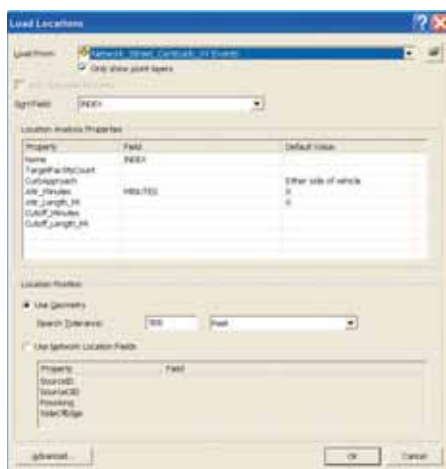 Load Locations
Load From:
Only show point layers
Sort Field: INDEX
Location Analysis Properties
Property Field Default Value
Name INDEX
TargetFacilityCount
CurbApproach Either side of vehicle
Attr_Minutes MINUTES 0
Attr_Length_Mi 0
Cutoff_Minutes
Cutoff_Length_Mi
Location Position
Use Geometry
Search Tolerance: 500 Feet
Use Network Location Fields
Property Field
SourceID
SourceOID
PosAlong
SideOfEdge
Advanced... OK Cancel